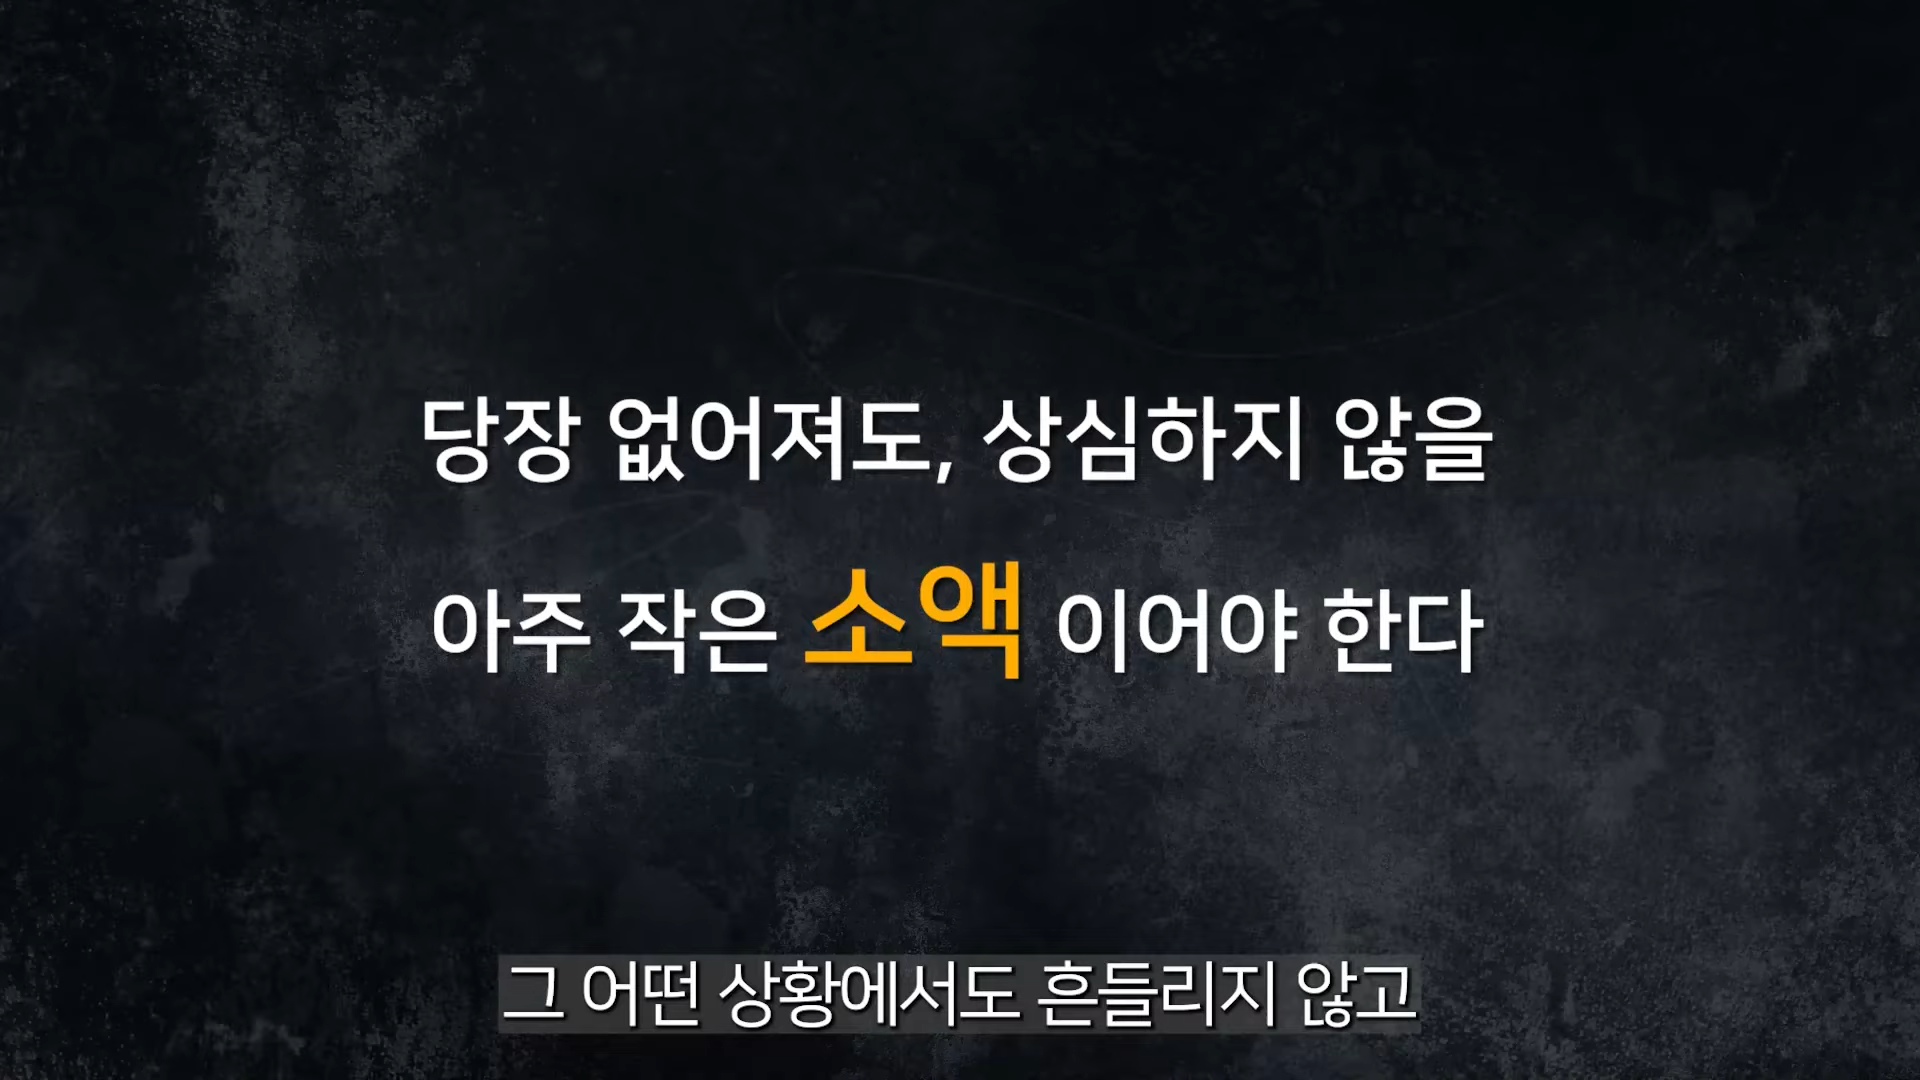 당장 없어져도, 상심하지 않을
아주 작은 소액 이어야 한다
그 어떤 상황에서도 흔들리지 않고